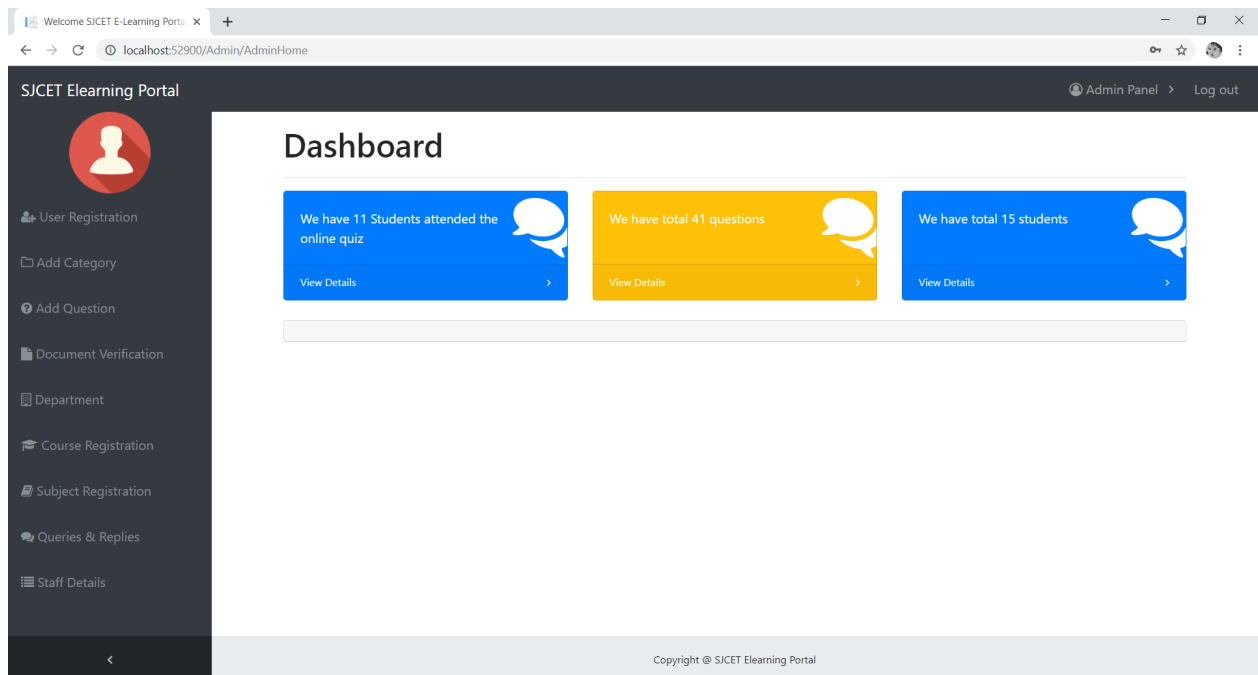 Welcome SJCET E-Learning Porta
localhost:52900/Admin/AdminHome
SJCET Elearning Portal
Admin Panel
Log out
User Registration
Add Category
Add Question
Document Verification
Department
Course Registration
Subject Registration
Queries & Replies
Staff Details
Dashboard
We have 11 Students attended the
online quiz
View Details
We have total 41 questions
View Details
We have total 15 students
View Details
Copyright @ SJCET Elearning Portal